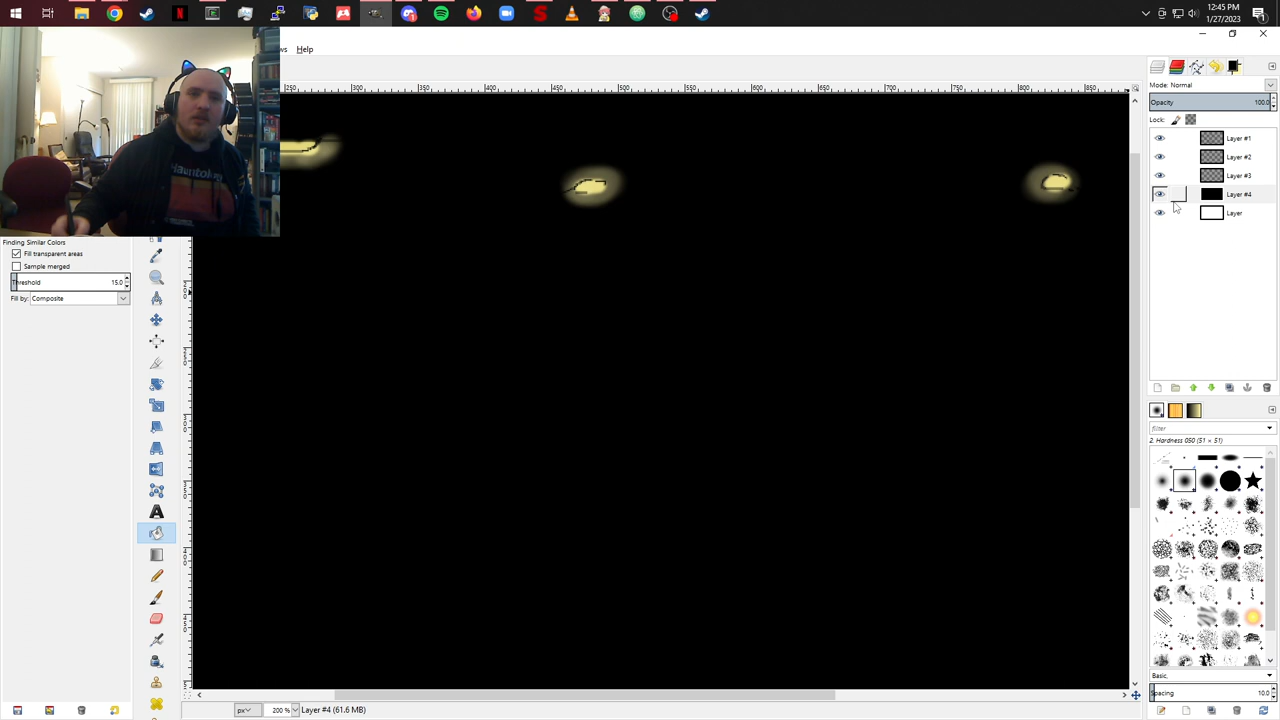 12:45 PM
1/27/2023
ws Help
250 350 400 450 500 550 600 650 700 750 800 850
Mode: Normal
Opacity 100.0
Lock:
Layer #1
Layer #2
Layer #3
Layer #4
Layer
Hauntology
Finding Similar Colors
Fill transparent areas
Sample merged
Threshold 15.0
Fill by: Composite
filter
2. Hardness 050 (51 × 51)
Basic,
Spacing 10.0
px 200 % Layer #4 (61.6 MB)